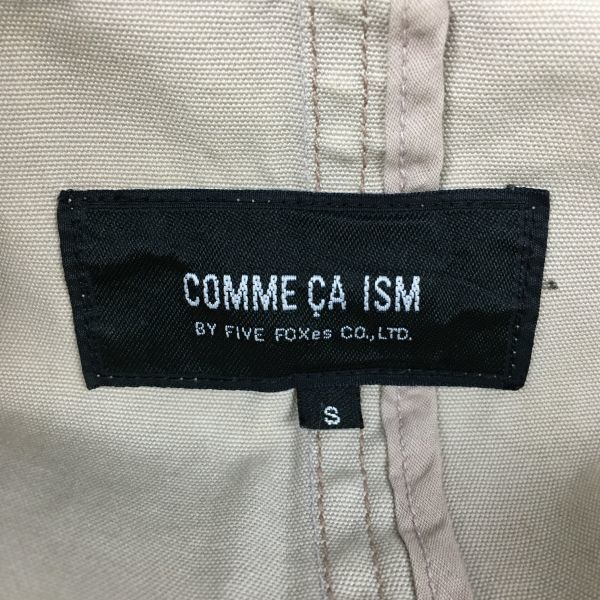 COMME ÇA ISM
BY FIVE FOXes CO.,LTD.
S